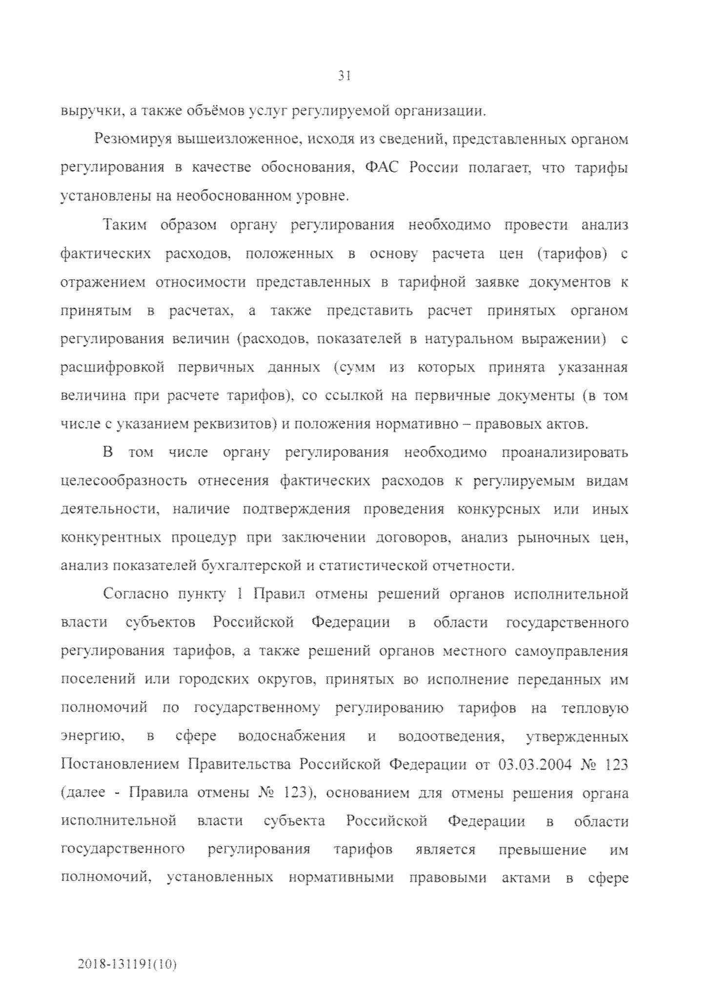 31
выручки, а также объёмов услуг регулируемой организации.
Резюмируя вышеизложенное, исходя из сведений, представленных органом
регулирования в качестве обоснования, ФАС России полагает, что тарифы
установлены на необоснованном уровне.
Таким образом органу регулирования необходимо провести анализ
фактических расходов, положенных в основу расчета цен (тарифов) с
отражением относимости представленных в тарифной заявке документов к
принятым в расчетах, а также представить расчет принятых органом
регулирования величин (расходов, показателей в натуральном выражении) с
расшифровкой первичных данных (сумм из которых принята указанная
величина при расчете тарифов), со ссылкой на первичные документы (в том
числе с указанием реквизитов) и положения нормативно – правовых актов.
В том числе органу регулирования необходимо проанализировать
целесообразность отнесения фактических расходов к регулируемым видам
деятельности, наличие подтверждения проведения конкурсных или иных
конкурентных процедур при заключении договоров, анализ рыночных цен,
анализ показателей бухгалтерской и статистической отчетности.
Согласно пункту 1 Правил отмены решений органов исполнительной
власти субъектов Российской Федерации в области государственного
регулирования тарифов, а также решений органов местного самоуправления
поселений или городских округов, принятых во исполнение переданных им
полномочий по государственному регулированию тарифов на тепловую
энергию, в сфере водоснабжения и водоотведения, утвержденных
Постановлением Правительства Российской Федерации от 03.03.2004 № 123
(далее - Правила отмены № 123), основанием для отмены решения органа
исполнительной власти субъекта Российской Федерации в области
государственного регулирования тарифов является превышение им
полномочий, установленных нормативными правовыми актами в сфере
2018-131191(10)